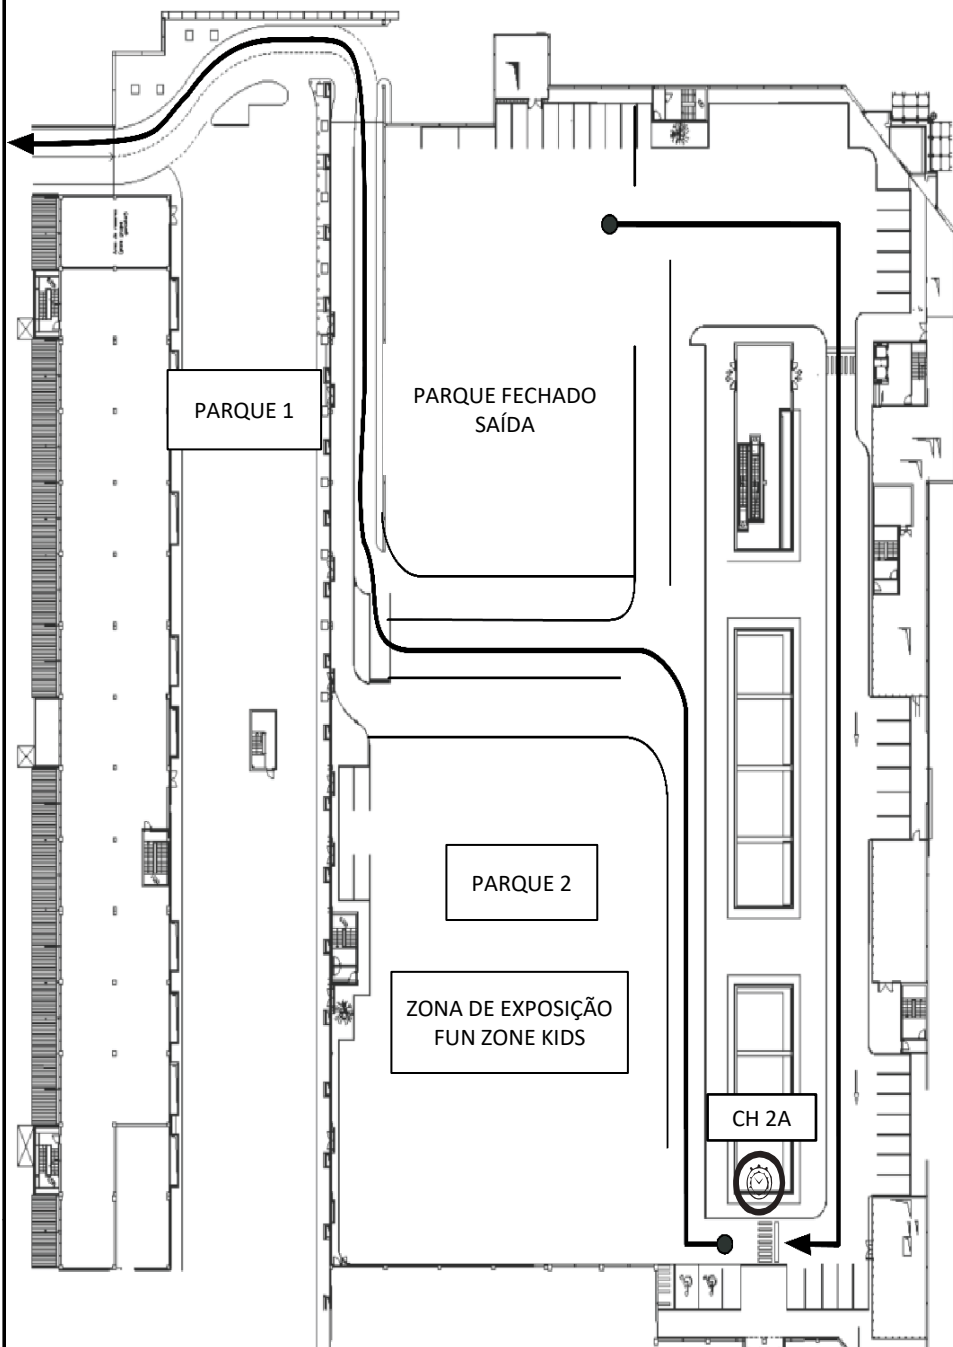 PARQUE 1
PARQUE FECHADO
SAÍDA
PARQUE 2
ZONA DE EXPOSIÇÃO
FUN ZONE KIDS
CH 2A